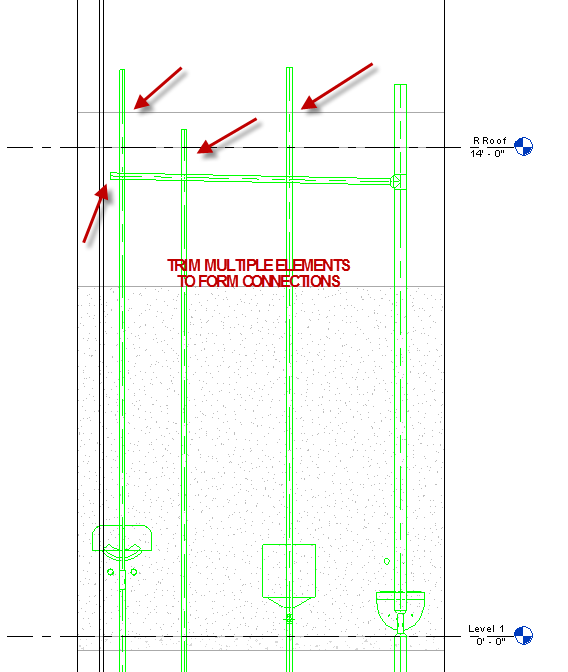 R Roof
14' - 0"
TRIM MULTIPLE ELEMENTS
TO FORM CONNECTIONS
Level 1
0' - 0"